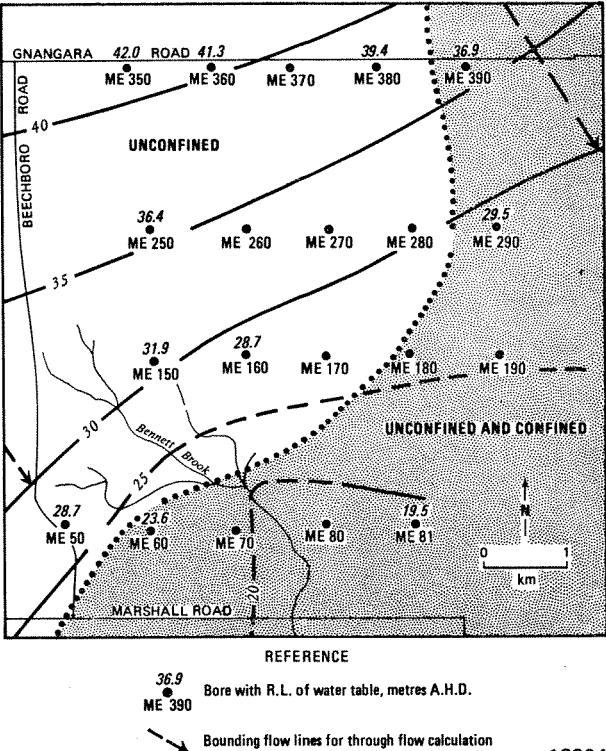 GNANGARA ROAD
42.0 41.3 39.4 36.9
ME 350 ME 360 ME 370 ME 380 ME 390
BEECHBORO ROAD
40
UNCONFINED
36.4 29.5
ME 250 ME 260 ME 270 ME 280 ME 290
35
31.9 28.7
ME 150 ME 160 ME 170 ME 180 ME 190
30
Bennett Brook
UNCONFINED AND CONFINED
25
28.7 23.6 19.5
ME 50 ME 60 ME 70 ME 80 ME 81
N
0 1
km
20
MARSHALL ROAD
REFERENCE
36.9
ME 390
Bore with R.L. of water table, metres A.H.D.
Bounding flow lines for through flow calculation